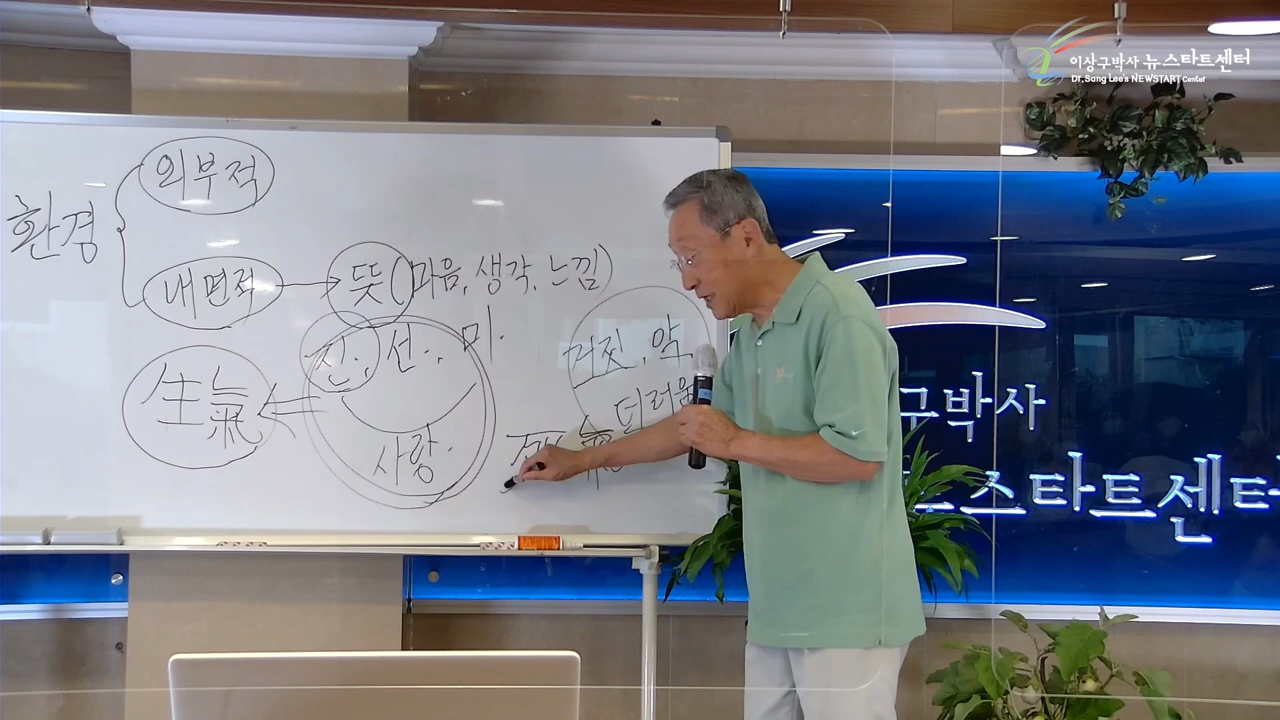 이상구박사 뉴스타트센터
Dr. Sang Lee's NEWSTART Center
환경
외부적
내면적 뜻 (마음, 생각, 느낌)
진, 선, 미.
거짓, 악
더러움
生氣
사랑.
死氣
구박사
스타트센터